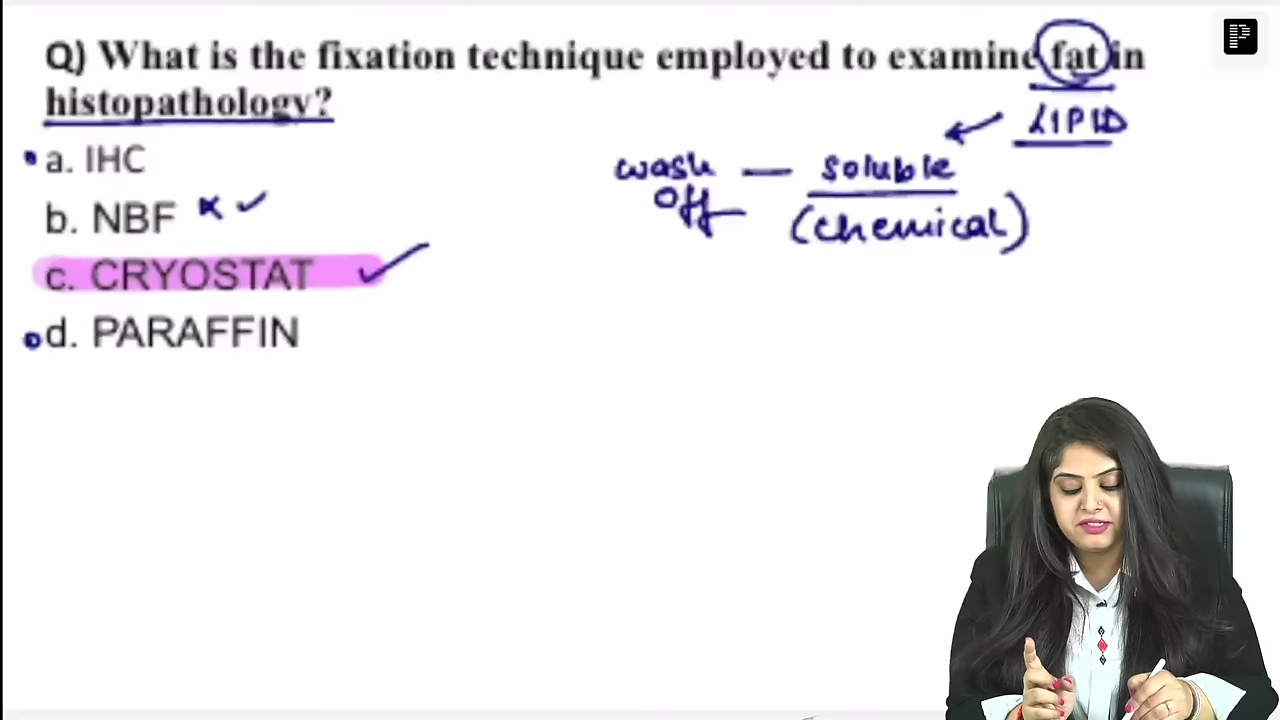 Q) What is the fixation technique employed to examine fat in
histopathology?
LIPID
a. IHC
wash — soluble
off
b. NBF
(chemical)
c. CRYOSTAT
d. PARAFFIN